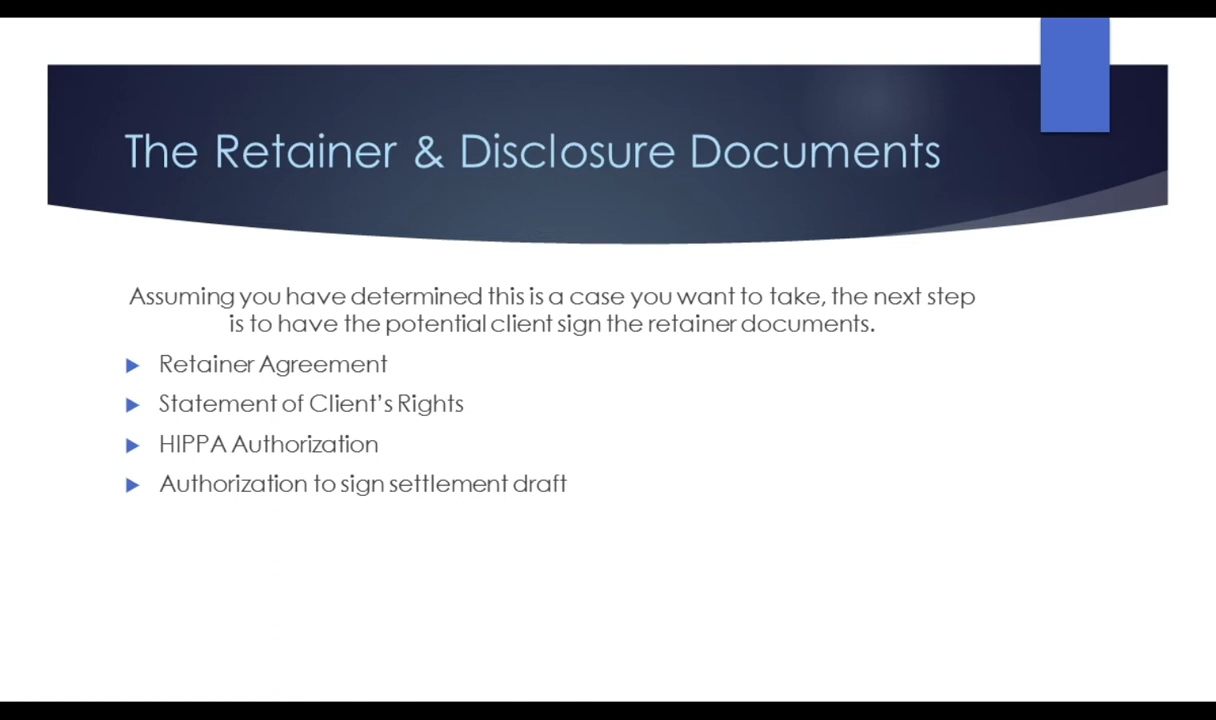 The Retainer & Disclosure Documents
Assuming you have determined this is a case you want to take, the next step
is to have the potential client sign the retainer documents.
Retainer Agreement
Statement of Client’s Rights
HIPPA Authorization
Authorization to sign settlement draft